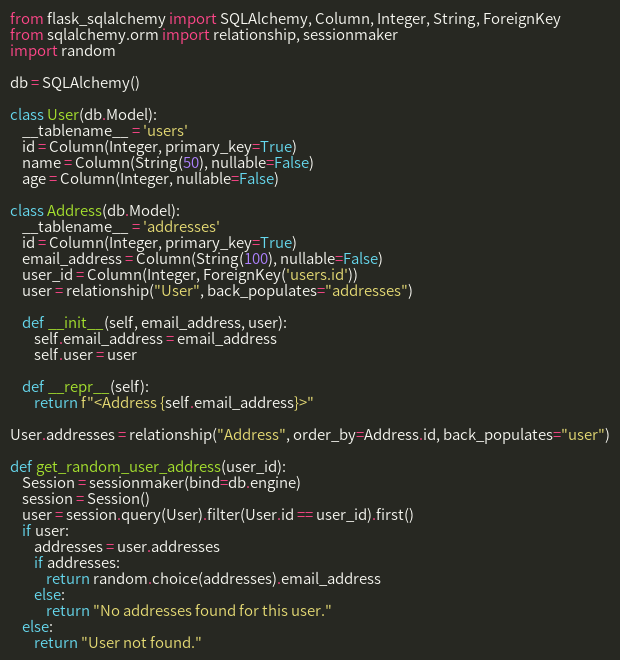 from flask_sqlalchemy import SQLAlchemy, Column, Integer, String, ForeignKey
from sqlalchemy.orm import relationship, sessionmaker
import random

db = SQLAlchemy()

class User(db.Model):
    __tablename__ = 'users'
    id = Column(Integer, primary_key=True)
    name = Column(String(50), nullable=False)
    age = Column(Integer, nullable=False)

class Address(db.Model):
    __tablename__ = 'addresses'
    id = Column(Integer, primary_key=True)
    email_address = Column(String(100), nullable=False)
    user_id = Column(Integer, ForeignKey('users.id'))
    user = relationship("User", back_populates="addresses")

    def __init__(self, email_address, user):
        self.email_address = email_address
        self.user = user

    def __repr__(self):
        return f"<Address {self.email_address}>"

User.addresses = relationship("Address", order_by=Address.id, back_populates="user")

def get_random_user_address(user_id):
    Session = sessionmaker(bind=db.engine)
    session = Session()
    user = session.query(User).filter(User.id == user_id).first()
    if user:
        addresses = user.addresses
        if addresses:
            return random.choice(addresses).email_address
        else:
            return "No addresses found for this user."
    else:
        return "User not found."